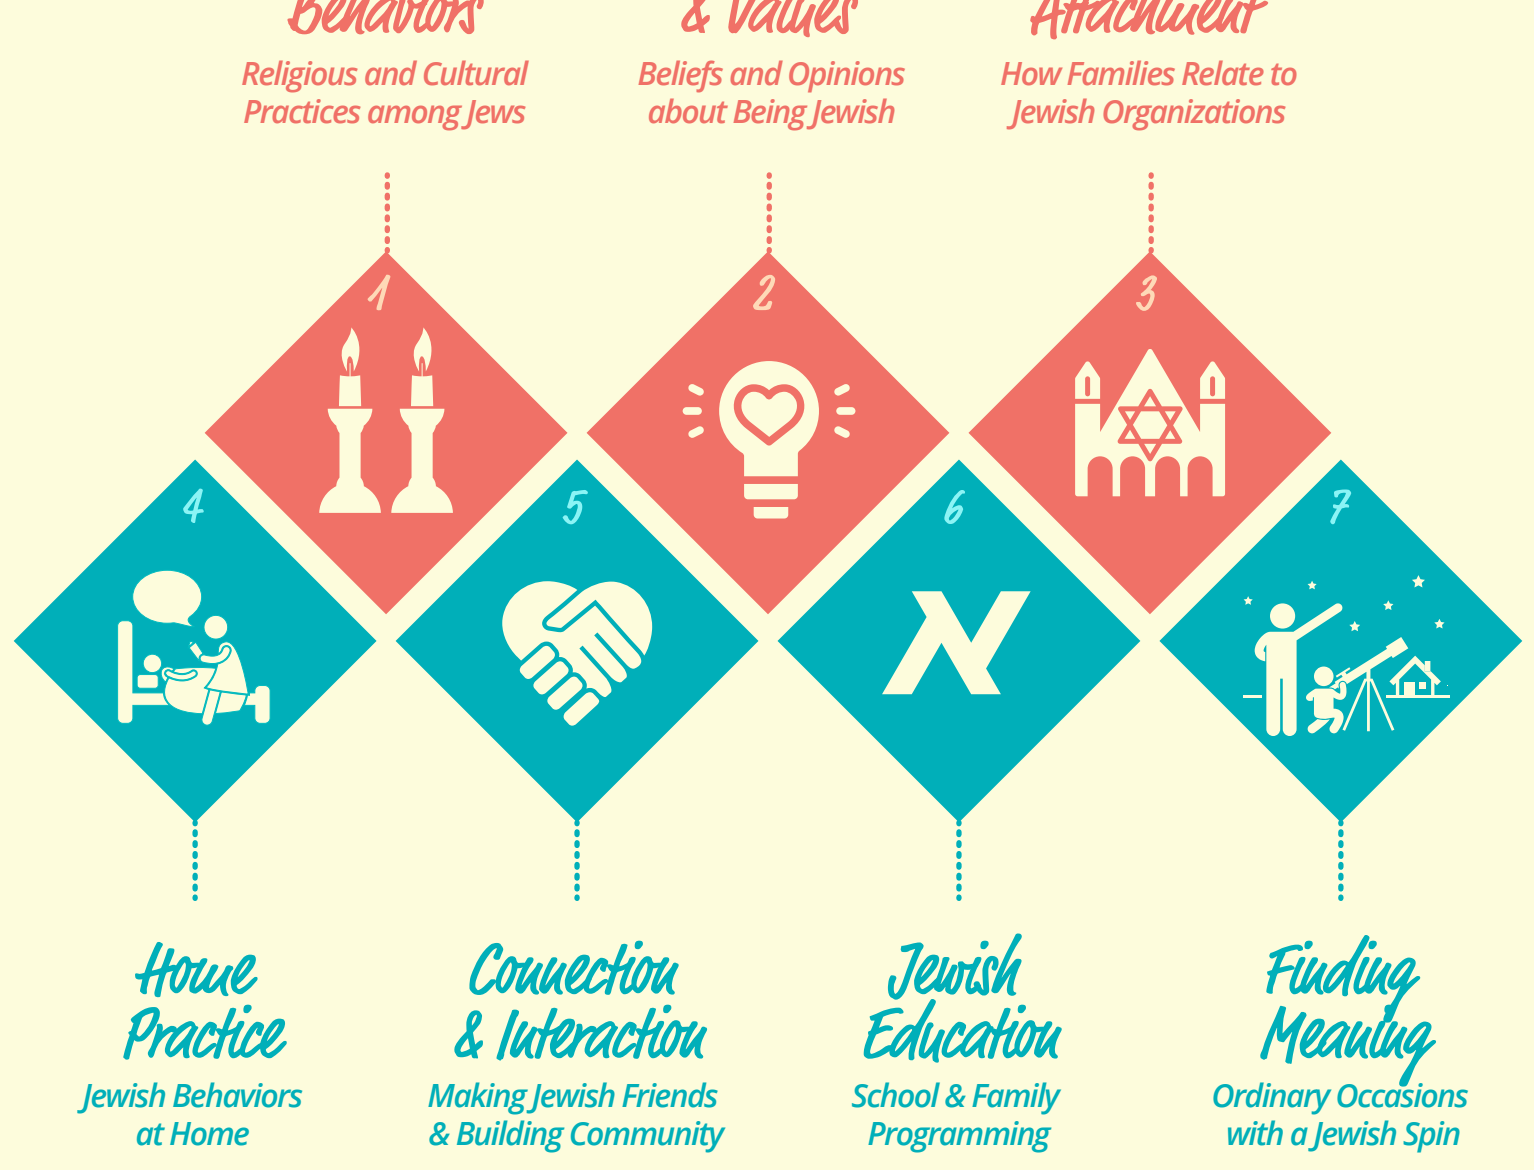 Behaviors
& Values
Attachment
Religious and Cultural
Practices among Jews
Beliefs and Opinions
about Being Jewish
How Families Relate to
Jewish Organizations
1
2
3
4
5
6
7
א
Home
Practice
Jewish Behaviors
at Home
Connection
& Interaction
Making Jewish Friends
& Building Community
Jewish
Education
School & Family
Programming
Finding
Meaning
Ordinary Occasions
with a Jewish Spin